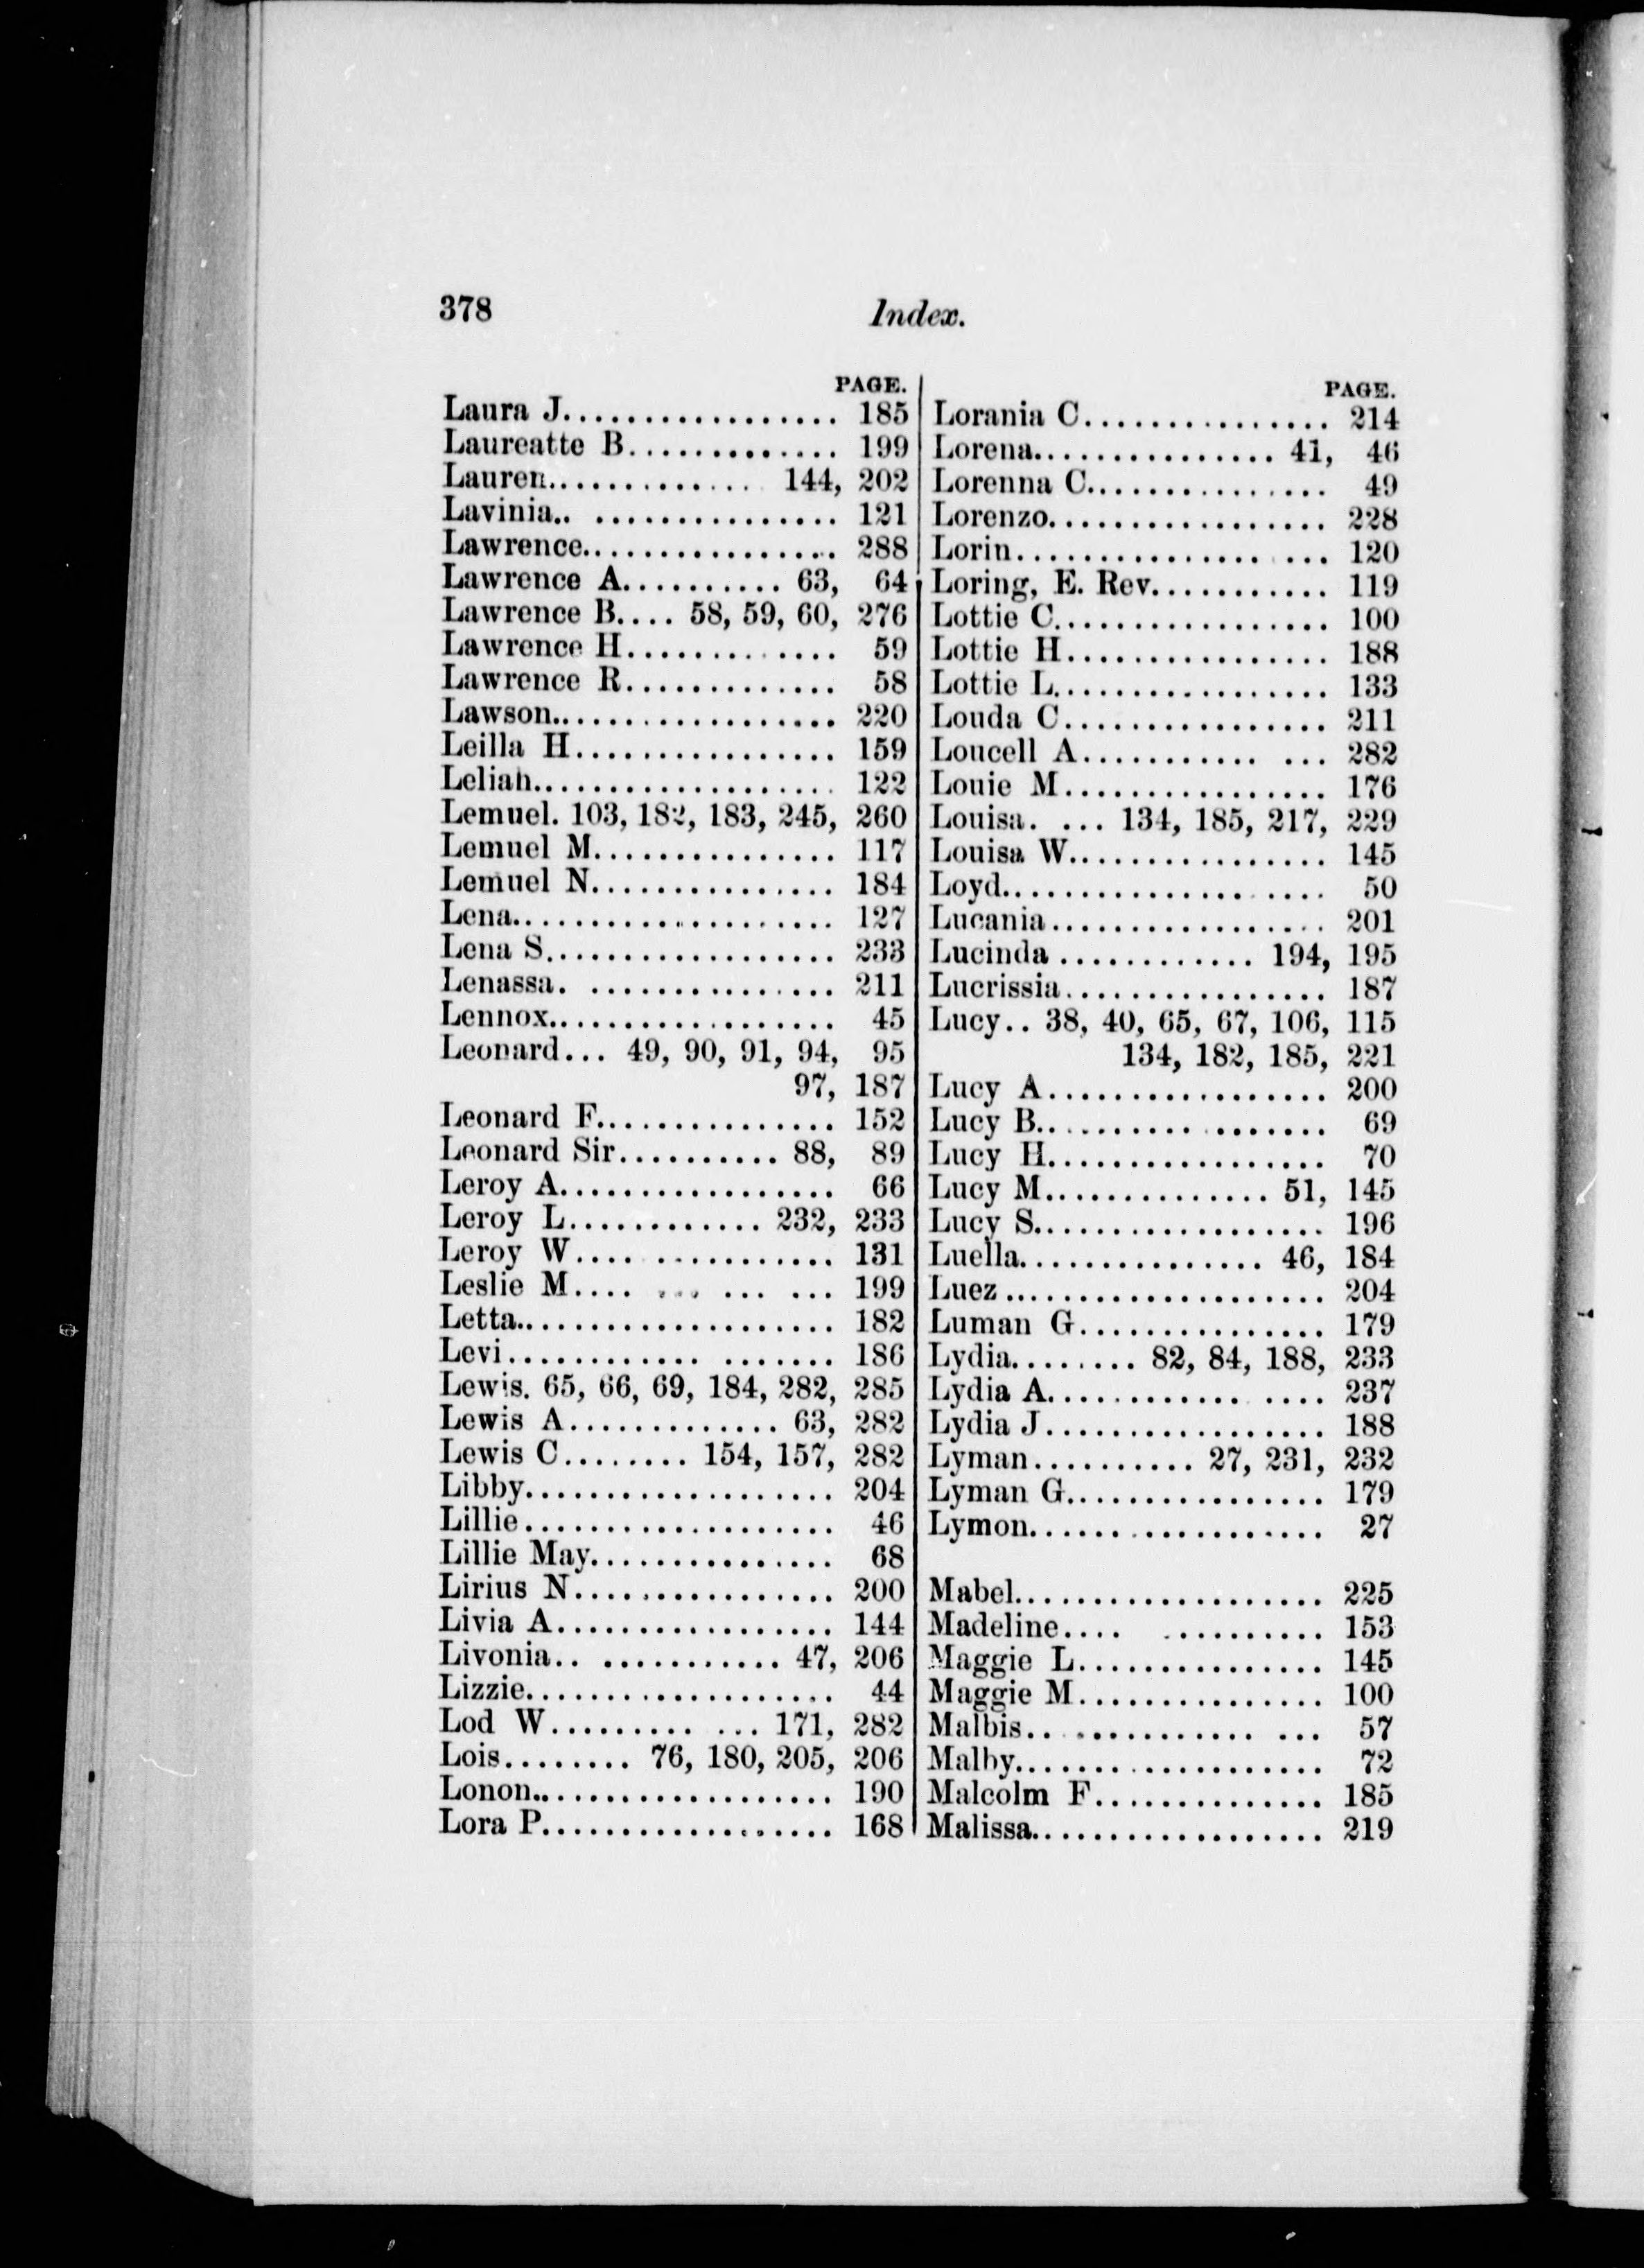 378
Index.
PAGE.
Laura J................. 185
Laureatte B............. 199
Lauren.............. 144, 202
Lavinia.. ............... 121
Lawrence................ 288
Lawrence A.......... 63, 64
Lawrence B.... 58, 59, 60, 276
Lawrence H............. 59
Lawrence R............. 58
Lawson.................. 220
Leilla H................. 159
Leliah................... 122
Lemuel. 103, 182, 183, 245, 260
Lemuel M............... 117
Lemuel N............... 184
Lena.................... 127
Lena S.................. 233
Lenassa. ................ 211
Lennox.................. 45
Leonard... 49, 90, 91, 94, 95
97, 187
Leonard F............... 152
Leonard Sir.......... 88, 89
Leroy A................. 66
Leroy L............ 232, 233
Leroy W.... ............ 131
Leslie M.... ... ... ... 199
Letta.................... 182
Levi............ ....... 186
Lewis. 65, 66, 69, 184, 282, 285
Lewis A............. 63, 282
Lewis C........ 154, 157, 282
Libby................... 204
Lillie.................... 46
Lillie May............... 68
Lirius N................. 200
Livia A.................. 144
Livonia.. ............ 47, 206
Lizzie................... 44
Lod W......... ... 171, 282
Lois........ 76, 180, 205, 206
Lonon................... 190
Lora P.................. 168
PAGE.
Lorania C............... 214
Lorena............... 41, 46
Lorenna C............... 49
Lorenzo................. 228
Lorin................ ... 120
Loring, E. Rev........... 119
Lottie C................. 100
Lottie H................. 188
Lottie L................. 133
Louda C................. 211
Loucell A........... ... 282
Louie M................. 176
Louisa. ... 134, 185, 217, 229
Louisa W................ 145
Loyd.................... 50
Lucania.................. 201
Lucinda ............ 194, 195
Lucrissia................. 187
Lucy.. 38, 40, 65, 67, 106, 115
134, 182, 185, 221
Lucy A.................. 200
Lucy B.................. 69
Lucy H.................. 70
Lucy M.............. 51, 145
Lucy S.................. 196
Luella............... 46, 184
Luez .................... 204
Luman G................ 179
Lydia........ 82, 84, 188, 233
Lydia A............ .... 237
Lydia J.................. 188
Lyman.......... 27, 231, 232
Lyman G................ 179
Lymon................... 27
Mabel.................... 225
Madeline.... .......... 153
Maggie L................ 145
Maggie M................ 100
Malbis.. ............ ... 57
Malby.................... 72
Malcolm F............... 185
Malissa................... 219